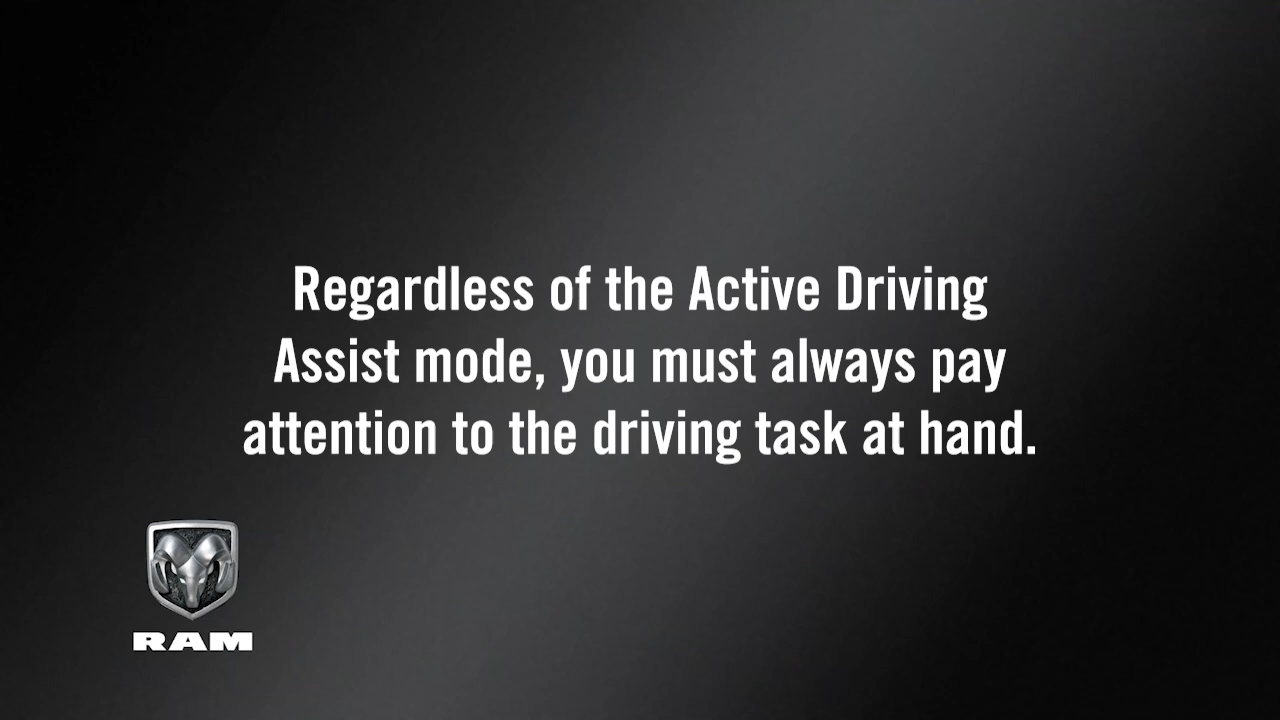 Regardless of the Active Driving
Assist mode, you must always pay
attention to the driving task at hand.
RAM